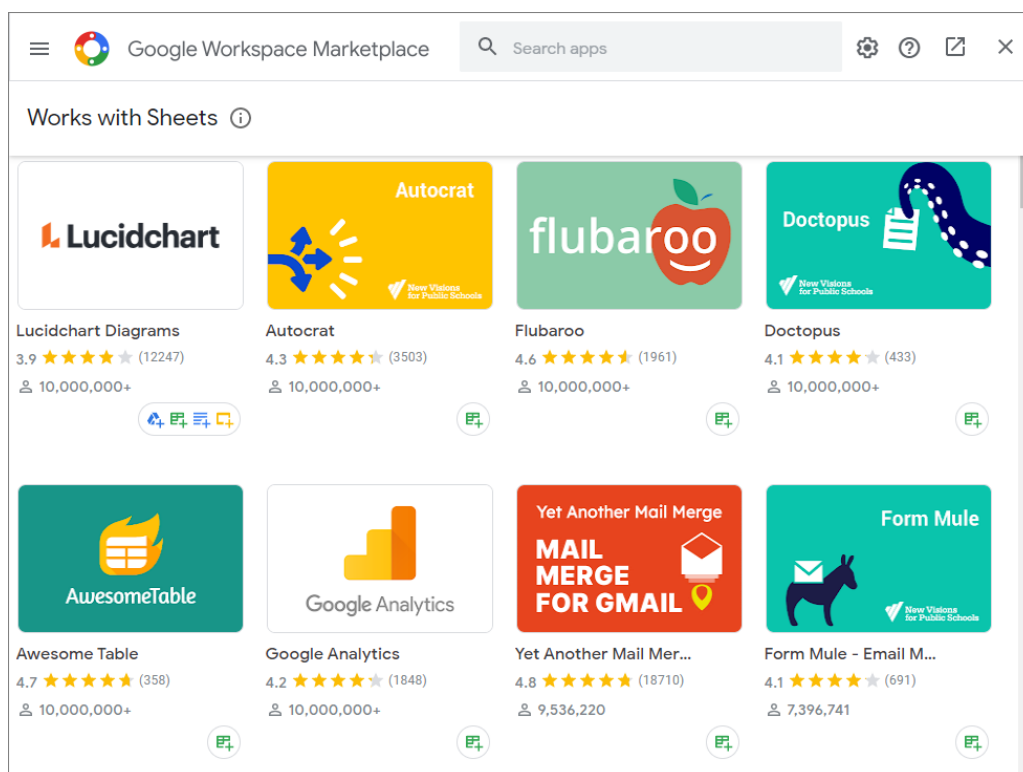 Google Workspace Marketplace
Search apps
Works with Sheets
Lucidchart
Autocrat
New Visions
for Public Schools
flubaroo
Doctopus
New Visions
for Public Schools
Lucidchart Diagrams
Autocrat
Flubaroo
Doctopus
3.9 (12247)
4.3 (3503)
4.6 (1961)
4.1 (433)
10,000,000+
10,000,000+
10,000,000+
10,000,000+
AwesomeTable
Google Analytics
Yet Another Mail Merge
MAIL
MERGE
FOR GMAIL
Form Mule
New Visions
for Public Schools
Awesome Table
Google Analytics
Yet Another Mail Mer...
Form Mule - Email M...
4.7 (358)
4.2 (1848)
4.8 (18710)
4.1 (691)
10,000,000+
10,000,000+
9,536,220
7,396,741